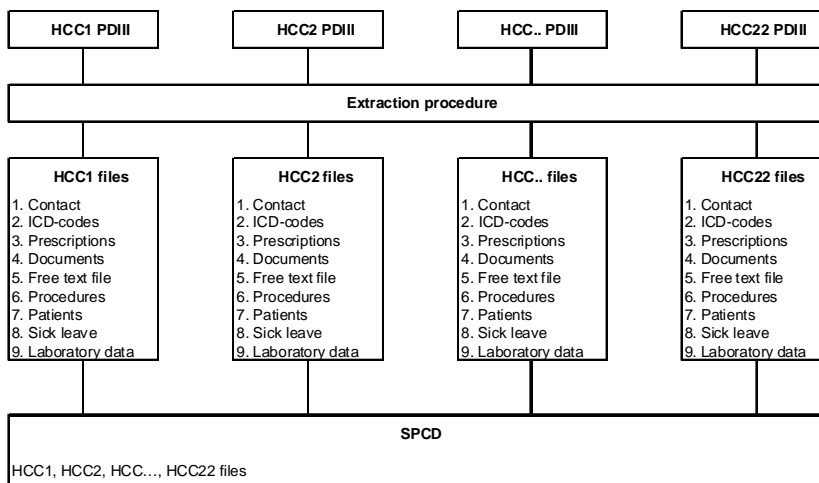 HCC1 PDIII
HCC2 PDIII
HCC.. PDIII
HCC22 PDIII
Extraction procedure
HCC1 files
1. Contact
2. ICD-codes
3. Prescriptions
4. Documents
5. Free text file
6. Procedures
7. Patients
8. Sick leave
9. Laboratory data
HCC2 files
1. Contact
2. ICD-codes
3. Prescriptions
4. Documents
5. Free text file
6. Procedures
7. Patients
8. Sick leave
9. Laboratory data
HCC.. files
1. Contact
2. ICD-codes
3. Prescriptions
4. Documents
5. Free text file
6. Procedures
7. Patients
8. Sick leave
9. Laboratory data
HCC22 files
1. Contact
2. ICD-codes
3. Prescriptions
4. Documents
5. Free text file
6. Procedures
7. Patients
8. Sick leave
9. Laboratory data
SPCD
HCC1, HCC2, HCC..., HCC22 files